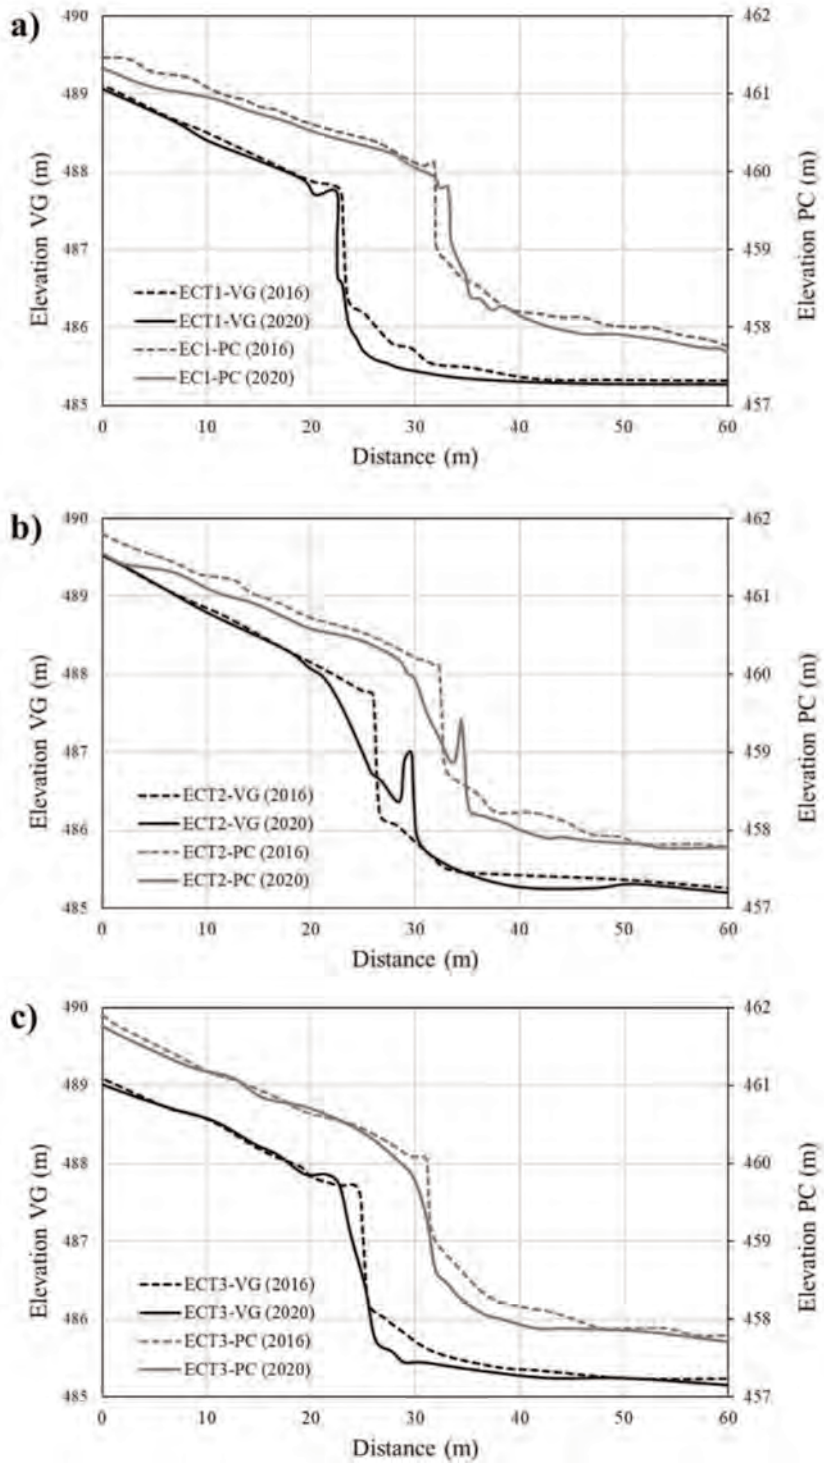 a)
490
489
488
487
486
485
462
461
460
459
458
457
Elevation VG (m)
Elevation PC (m)
ECT1-VG (2016)
ECT1-VG (2020)
EC1-PC (2016)
EC1-PC (2020)
0 10 20 30 40 50 60
Distance (m)
b)
490
489
488
487
486
485
462
461
460
459
458
457
Elevation VG (m)
Elevation PC (m)
ECT2-VG (2016)
ECT2-VG (2020)
ECT2-PC (2016)
ECT2-PC (2020)
0 10 20 30 40 50 60
Distance (m)
c)
490
489
488
487
486
485
462
461
460
459
458
457
Elevation VG (m)
Elevation PC (m)
ECT3-VG (2016)
ECT3-VG (2020)
ECT3-PC (2016)
ECT3-PC (2020)
0 10 20 30 40 50 60
Distance (m)